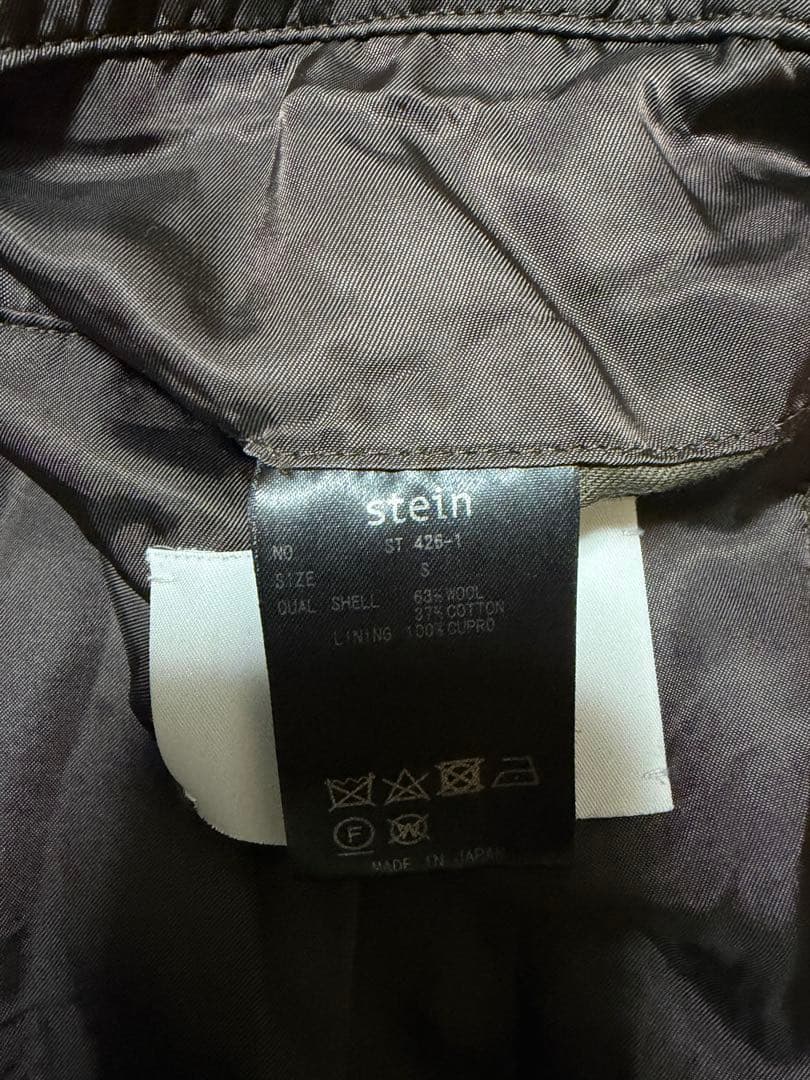 stein
NO ST 426-1
SIZE S
QUAL SHELL 63%WOOL
37%COTTON
LINING 100%CUPRO
F W
MADE IN JAPAN